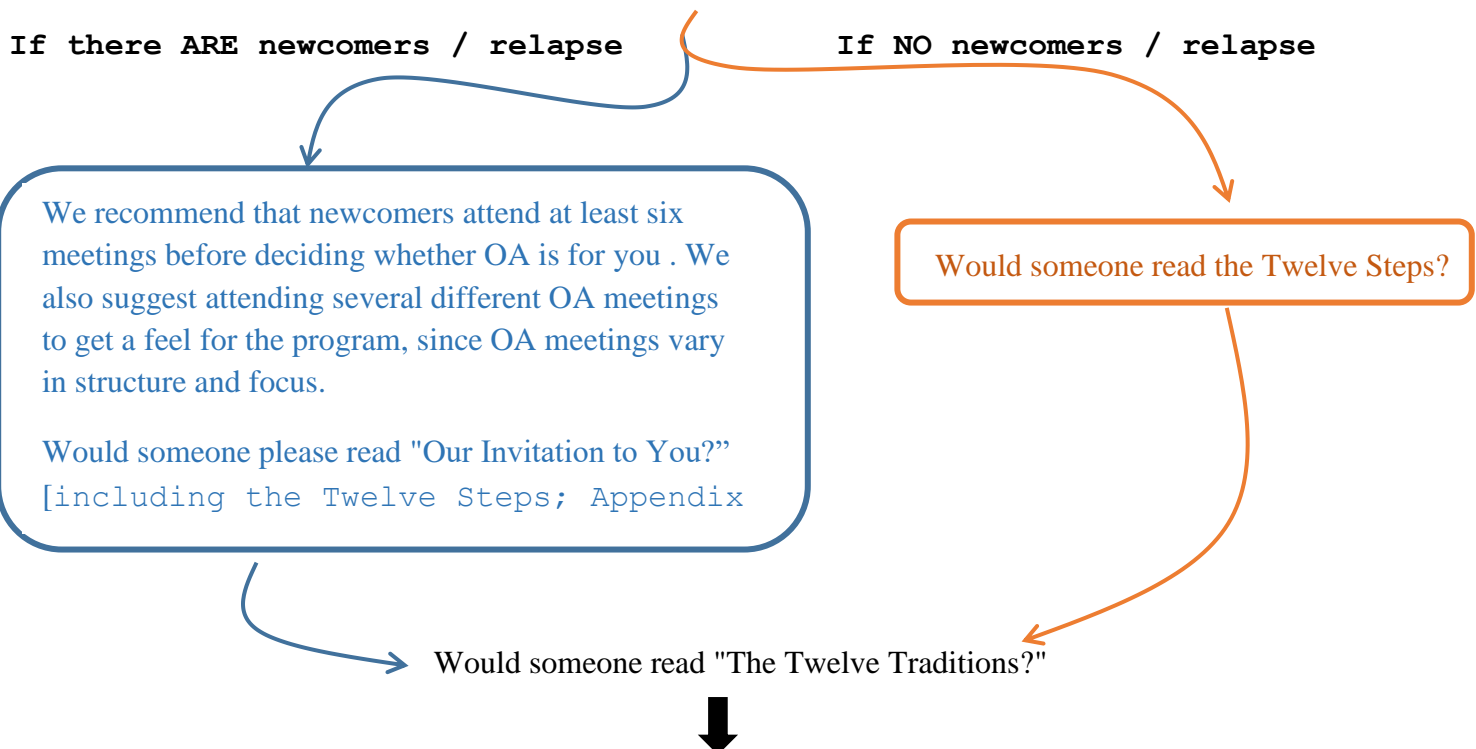 If there ARE newcomers / relapse
If NO newcomers / relapse
We recommend that newcomers attend at least six
meetings before deciding whether OA is for you . We
also suggest attending several different OA meetings
to get a feel for the program, since OA meetings vary
in structure and focus.
Would someone please read "Our Invitation to You?”
[including the Twelve Steps; Appendix
Would someone read the Twelve Steps?
Would someone read "The Twelve Traditions?"